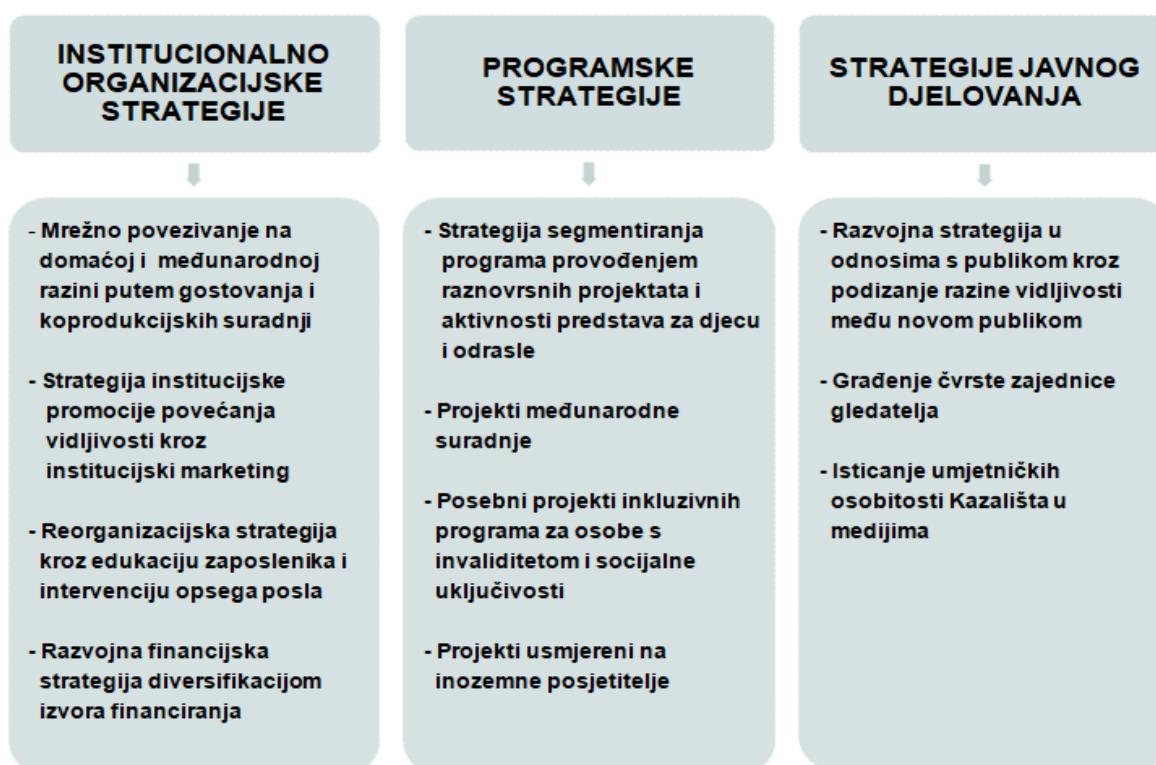 INSTITUCIONALNO
ORGANIZACIJSKE
STRATEGIJE
- Mrežno povezivanje na
domaćoj i međunarodnoj
razini putem gostovanja i
koprodukcijskih suradnji
- Strategija institucijske
promocije povećanja
vidljivosti kroz
institucijski marketing
- Reorganizacijska strategija
kroz edukaciju zaposlenika i
intervenciju opsega posla
- Razvojna financijska
strategija diversifikacijom
izvora financiranja
PROGRAMSKE
STRATEGIJE
- Strategija segmentiranja
programa provođenjem
raznovrsnih projektata i
aktivnosti predstava za djecu
i odrasle
- Projekti međunarodne
suradnje
- Posebni projekti inkluzivnih
programa za osobe s
invaliditetom i socijalne
uključivosti
- Projekti usmjereni na
inozemne posjetitelje
STRATEGIJE JAVNOG
DJELOVANJA
- Razvojna strategija u
odnosima s publikom kroz
podizanje razine vidljivosti
među novom publikom
- Građenje čvrste zajednice
gledatelja
- Isticanje umjetničkih
osobitosti Kazališta u
medijima